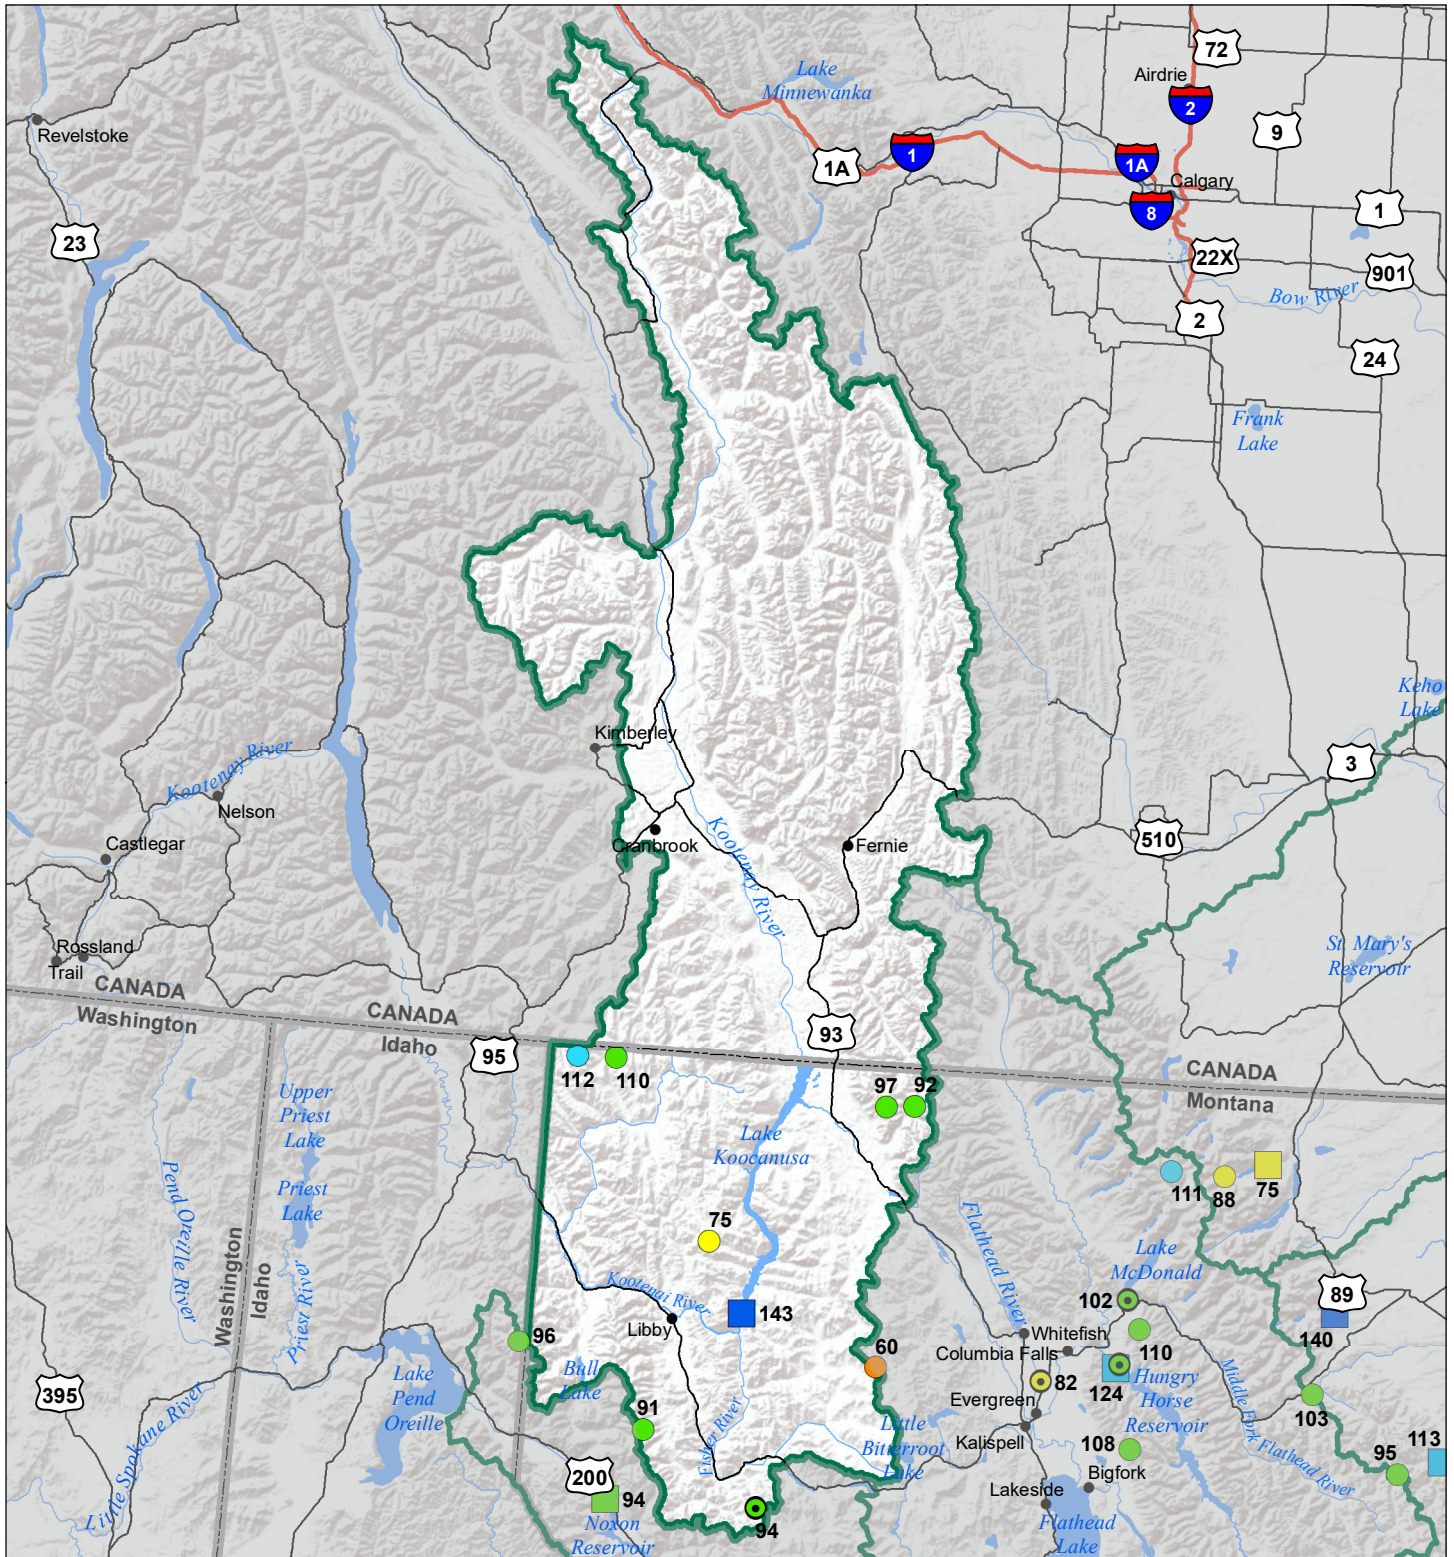 72
Airdrie
Lake
Minnewanka
2
9
Revelstoke
1
1A
1A
Calgary
8
1
23
22X
901
Bow River
2
24
Frank
Lake
Keho
Lake
Kimberley
Kootenay River
3
Nelson
Castlegar
Cranbrook
Kootenay River
Fernie
510
Rossland
Trail
St. Mary's
Reservoir
CANADA
Washington
CANADA
Idaho
95
93
CANADA
Montana
112
110
97
92
Upper
Priest
Lake
Lake
Koocanusa
Pend Oreille River
Priest
Lake
111
88
75
75
Flathead River
Washington
Idaho
Priest River
Lake
McDonald
Kootenai River
143
Libby
102
89
140
96
Whitefish
Columbia Falls
110
60
Bull
Lake
Lake
Pend
Oreille
395
82
124
Hungry
Horse
Reservoir
Middle Fork Flathead River
103
Evergreen
91
Little
Bitterroot
Lake
Kalispell
Little Spokane River
Fisher River
108
95
113
Bigfork
200
94
Lakeside
Noxon
Reservoir
94
Flathead
Lake